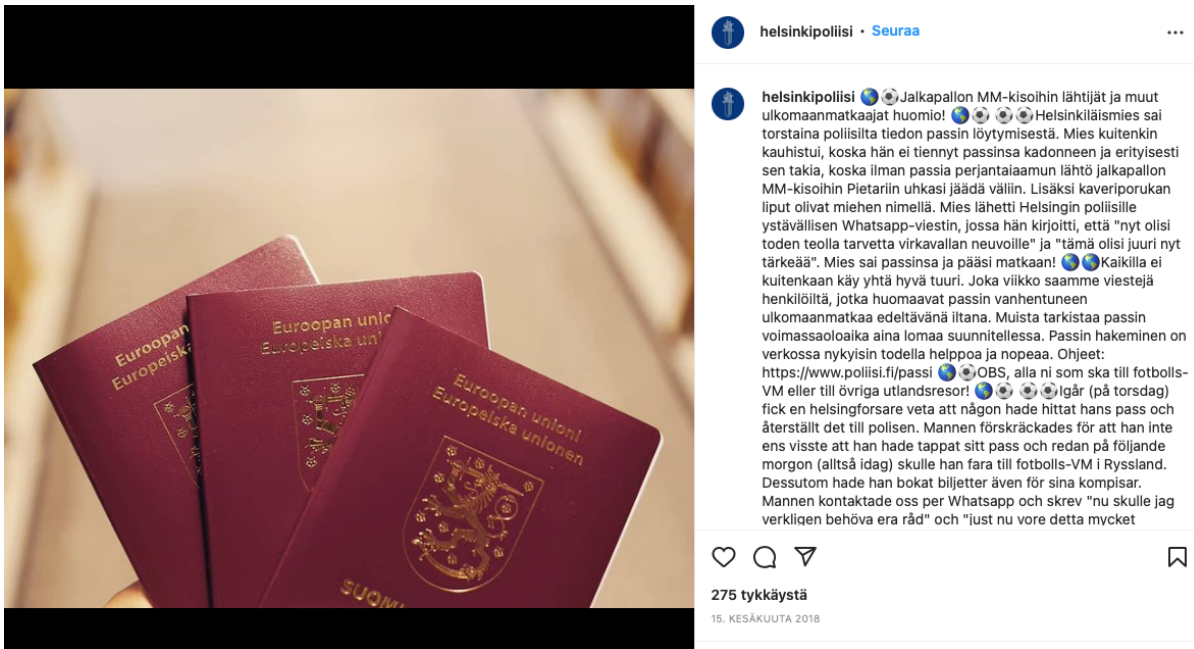 helsinkipoliisi • Seuraa
helsinkipoliisi 🌎⚽Jalkapallon MM-kisoihin lähtijät ja muut
ulkomaanmatkaajat huomio! 🌎⚽ ⚽⚽Helsinkiläismies sai
torstaina poliisilta tiedon passin löytymisestä. Mies kuitenkin
kauhistui, koska hän ei tiennyt passinsa kadonneen ja erityisesti
sen takia, koska ilman passia perjantaiaamun lähtö jalkapallon
MM-kisoihin Pietariin uhkasi jäädä väliin. Lisäksi kaveriporukan
liput olivat miehen nimellä. Mies lähetti Helsingin poliisille
ystävällisen Whatsapp-viestin, jossa hän kirjoitti, että "nyt olisi
toden teolla tarvetta virkavallan neuvoille" ja "tämä olisi juuri nyt
tärkeää". Mies sai passinsa ja pääsi matkaan! 🌎🌎Kaikilla ei
kuitenkaan käy yhtä hyvä tuuri. Joka viikko saamme viestejä
henkilöiltä, jotka huomaavat passin vanhentuneen
ulkomaanmatkaa edeltävänä iltana. Muista tarkistaa passin
voimassaoloaika aina lomaa suunnitellessa. Passin hakeminen on
verkossa nykyisin todella helppoa ja nopeaa. Ohjeet:
https://www.poliisi.fi/passi 🌎⚽OBS, alla ni som ska till fotbolls-
VM eller till övriga utlandsresor! 🌎⚽ ⚽⚽Igår (på torsdag)
fick en helsingforsare veta att någon hade hittat hans pass och
återställt det till polisen. Mannen förskräckades för att han inte
ens visste att han hade tappat sitt pass och redan på följande
morgon (alltså idag) skulle han fara till fotbolls-VM i Ryssland.
Dessutom hade han bokat biljetter även för sina kompisar.
Mannen kontaktade oss per Whatsapp och skrev "nu skulle jag
verkligen behöva era råd" och "just nu vore detta mycket
275 tykkäystä
15. KESÄKUUTA 2018
Euroopan
Europeisk
Euroopan unio
Europeiska uni
Euroopan unioni
Europeiska unionen
SUOM